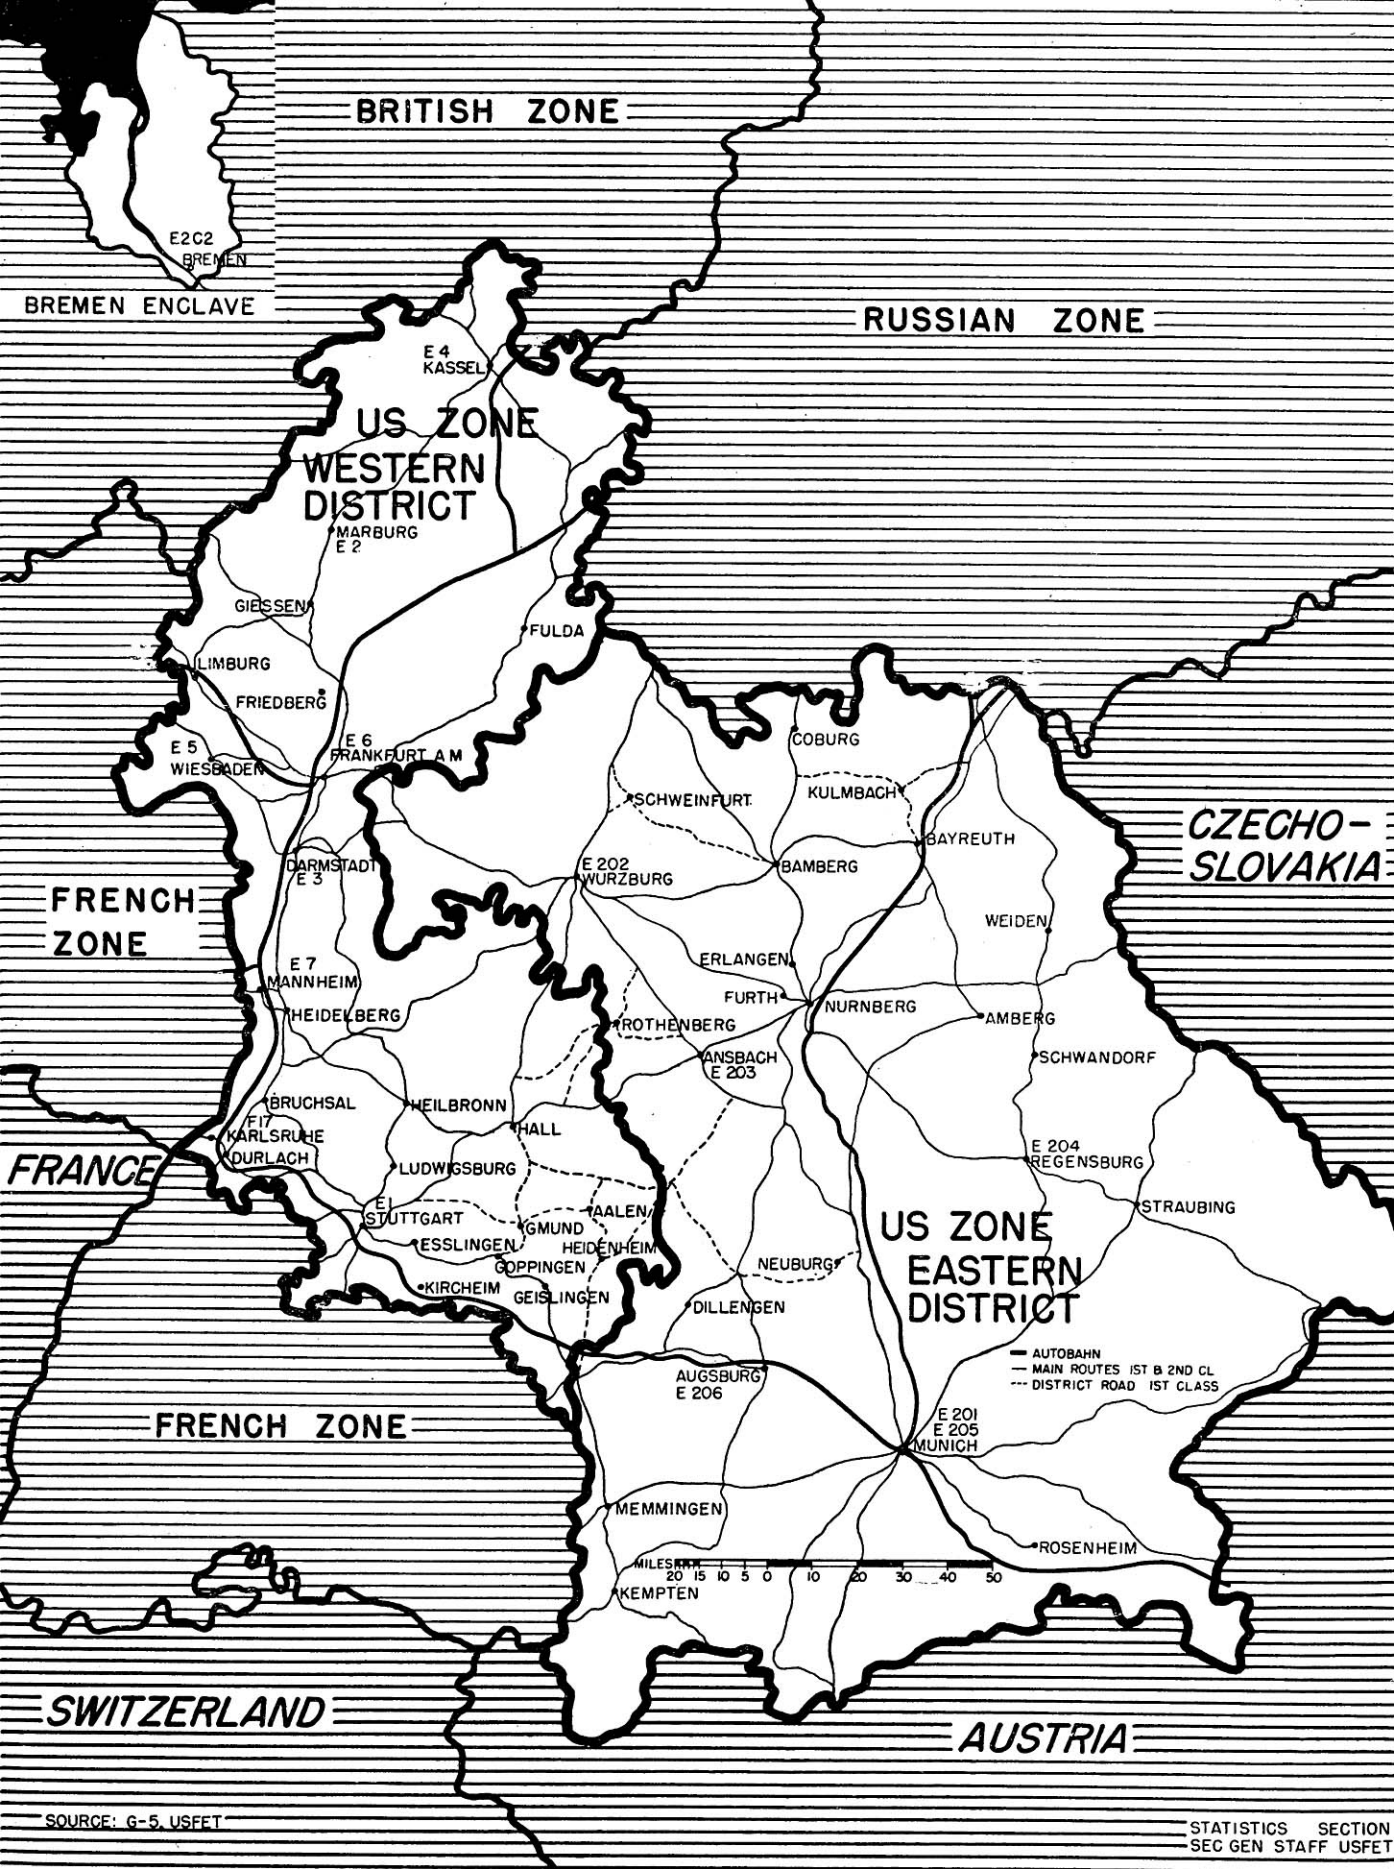 BRITISH ZONE
E2C2
BREMEN
BREMEN ENCLAVE
RUSSIAN ZONE
E 4
KASSEL
US ZONE
WESTERN
DISTRICT
MARBURG
E 2
GIESSEN
FULDA
LIMBURG
FRIEDBERG
E 5
WIESBADEN
E 6
FRANKFURT A M
COBURG
SCHWEINFURT
KULMBACH
CZECHO-
SLOVAKIA
BAYREUTH
DARMSTADT
E 3
E 202
WURZBURG
BAMBERG
FRENCH
ZONE
WEIDEN
E 7
MANNHEIM
ERLANGEN
FURTH
NURNBERG
HEIDELBERG
ROTHENBERG
AMBERG
ANSBACH
E 203
SCHWANDORF
BRUCHSAL
HEILBRONN
F17
KARLSRUHE
HALL
DURLACH
FRANCE
LUDWIGSBURG
E 204
REGENSBURG
E 1
STUTTGART
AALEN
STRAUBING
GMUND
US ZONE
EASTERN
DISTRICT
ESSLINGEN
HEIDENHEIM
GOPPINGEN
NEUBURG
KIRCHEIM
GEISLINGEN
DILLENGEN
AUTOBAHN
MAIN ROUTES 1ST & 2ND CL
DISTRICT ROAD 1ST CLASS
AUGSBURG
E 206
E 201
E 205
MUNICH
FRENCH ZONE
MEMMINGEN
ROSENHEIM
MILES
20 15 10 5 0 10 20 30 40 50
KEMPTEN
SWITZERLAND
AUSTRIA
SOURCE: G-5, USFET
STATISTICS SECTION
SEC GEN STAFF USFET